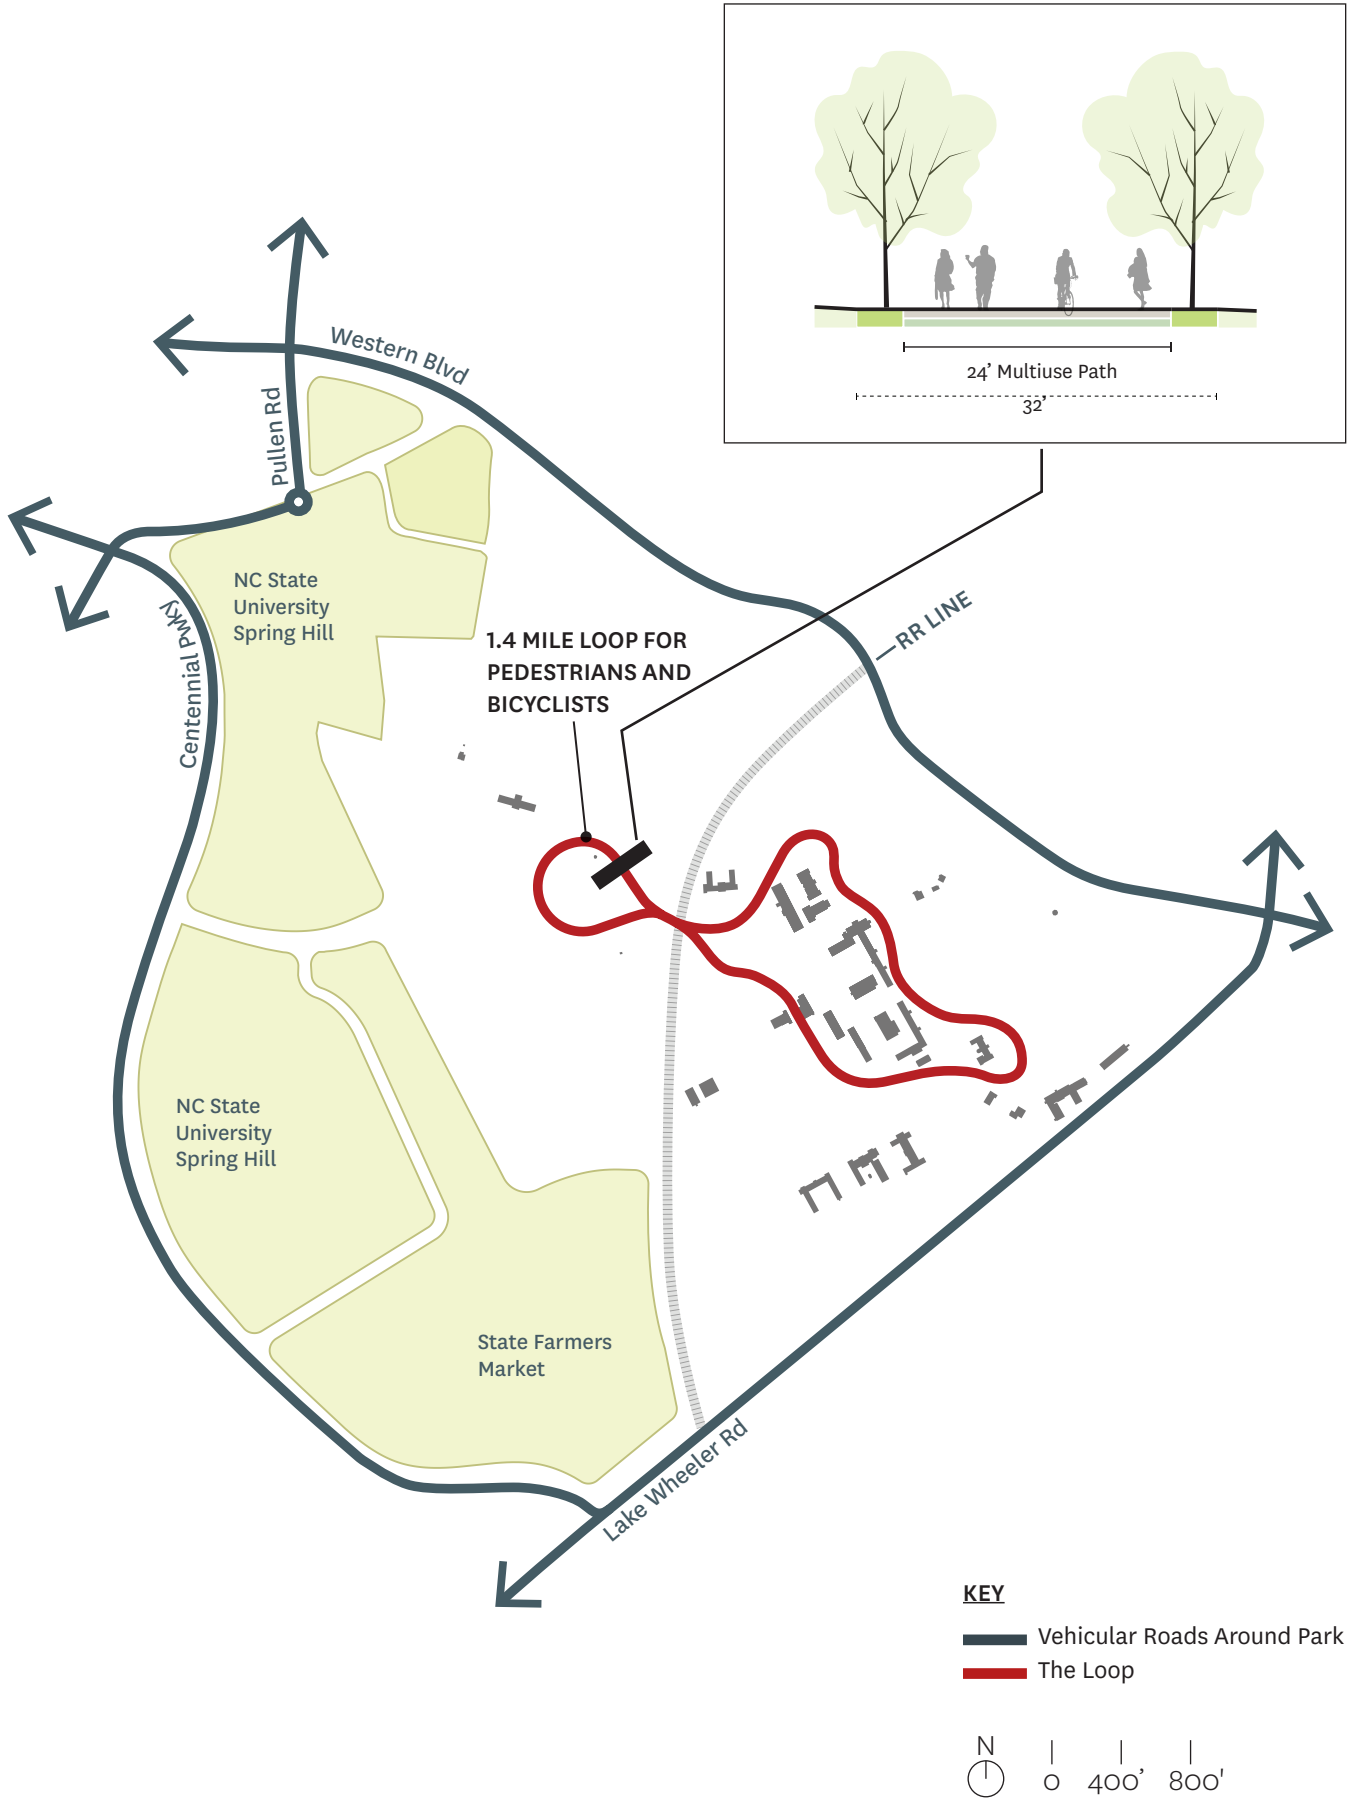 24’ Multiuse Path
32’
Western Blvd
Pullen Rd
NC State
University
Spring Hill
Centennial Pwky
1.4 MILE LOOP FOR
PEDESTRIANS AND
BICYCLISTS
RR LINE
NC State
University
Spring Hill
State Farmers
Market
Lake Wheeler Rd
KEY
Vehicular Roads Around Park
The Loop
N
0 400’ 800'